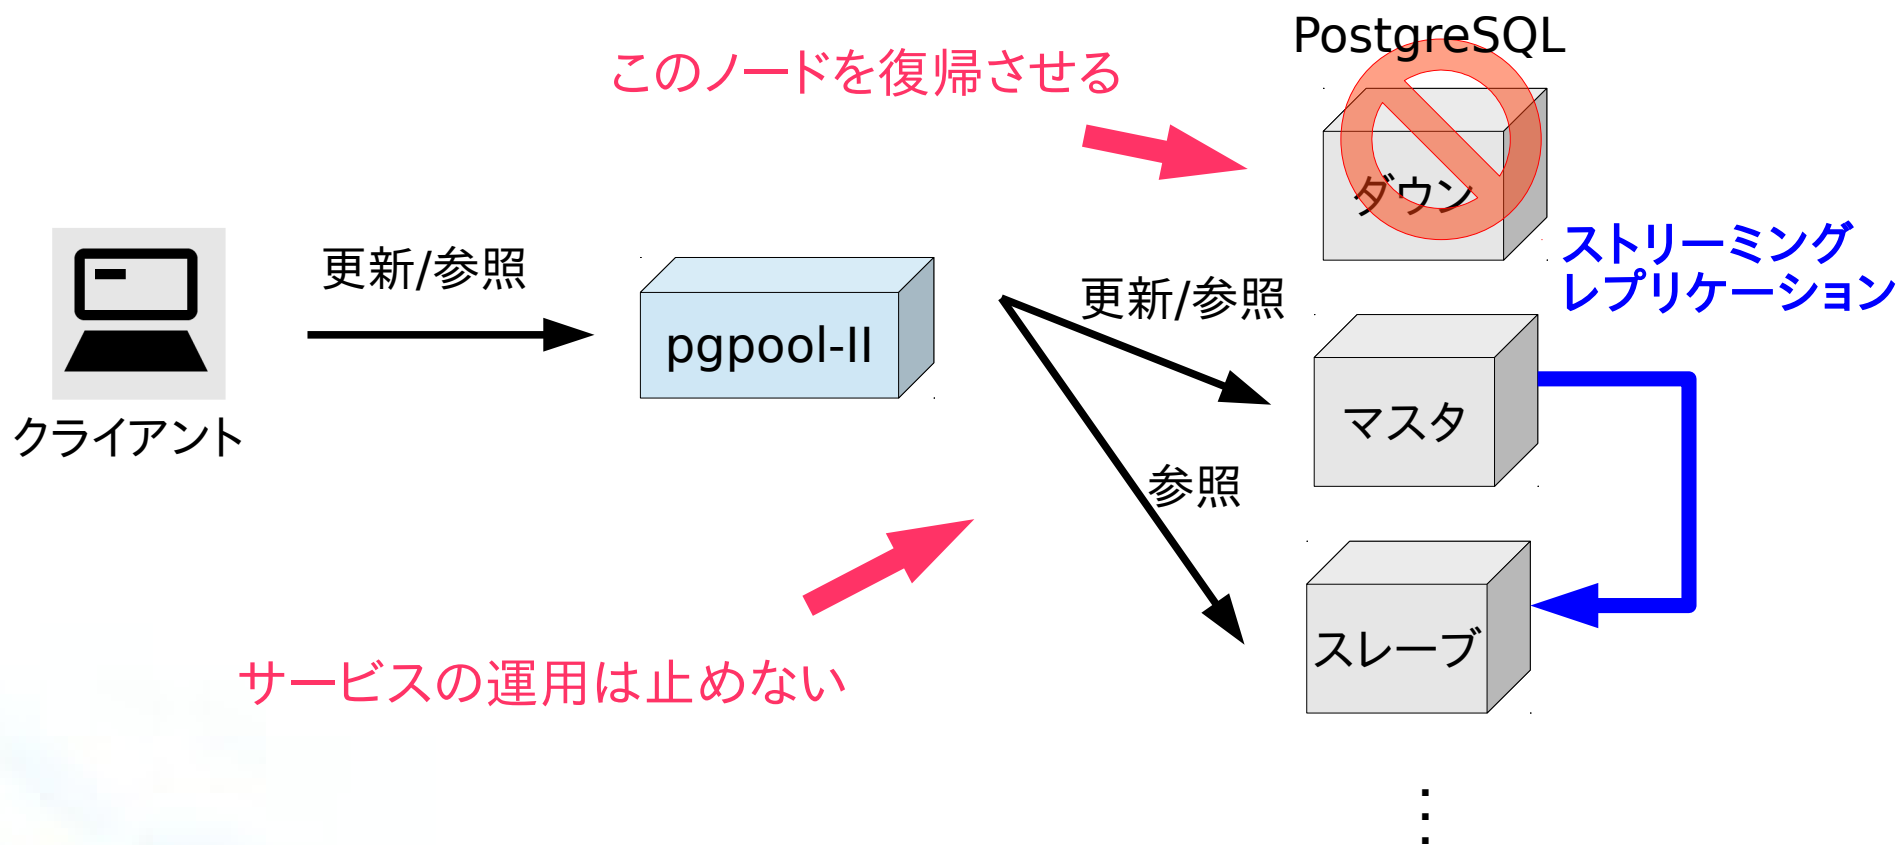 PostgreSQL
このノードを復帰させる
ダウン
ストリーミング
レプリケーション
更新/参照
更新/参照
pgpool-II
マスタ
クライアント
参照
スレーブ
サービスの運用は止めない